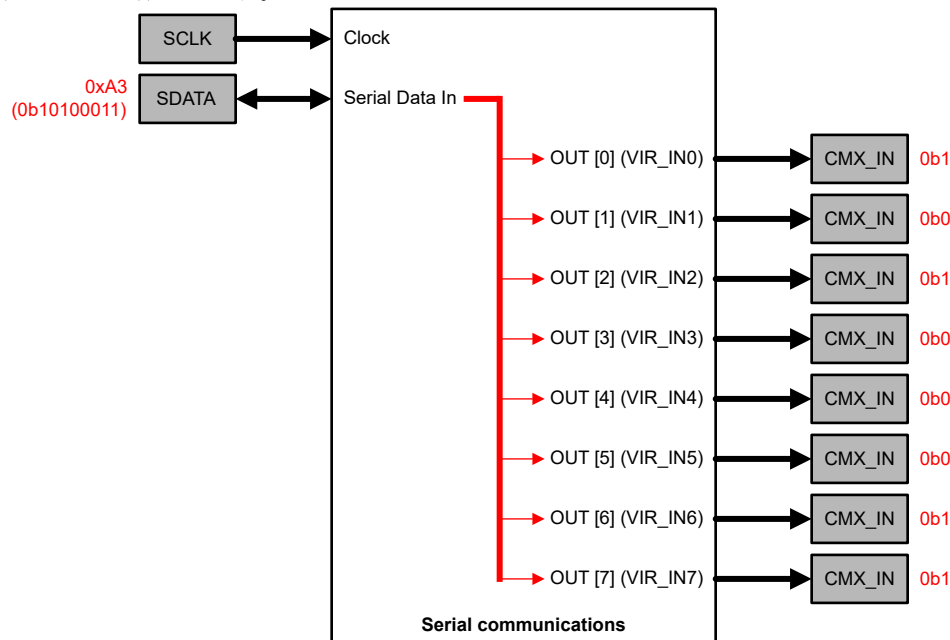 SCLK
Clock
0xA3
(0b10100011)
SDATA
Serial Data In
OUT [0] (VIR_IN0)
CMX_IN
0b1
OUT [1] (VIR_IN1)
CMX_IN
0b0
OUT [2] (VIR_IN2)
CMX_IN
0b1
OUT [3] (VIR_IN3)
CMX_IN
0b0
OUT [4] (VIR_IN4)
CMX_IN
0b0
OUT [5] (VIR_IN5)
CMX_IN
0b0
OUT [6] (VIR_IN6)
CMX_IN
0b1
OUT [7] (VIR_IN7)
CMX_IN
0b1
Serial communications